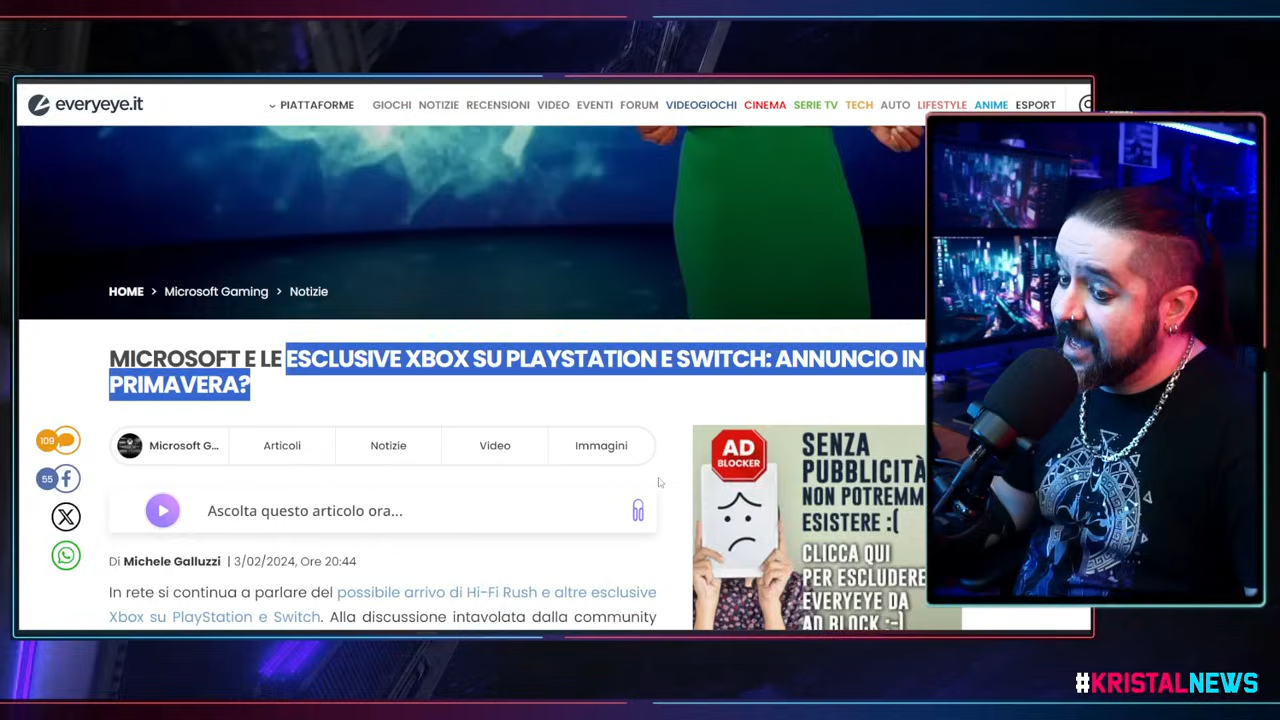 everyeye.it
PIATTAFORME GIOCHI NOTIZIE RECENSIONI VIDEO EVENTI FORUM VIDEOGIOCHI CINEMA SERIE TV TECH AUTO LIFESTYLE ANIME ESPORT
HOME > Microsoft Gaming > Notizie
MICROSOFT E LE ESCLUSIVE XBOX SU PLAYSTATION E SWITCH: ANNUNCIO IN
PRIMAVERA?
109
55
Microsoft G... Articoli Notizie Video Immagini
Ascolta questo articolo ora...
Di Michele Galluzzi | 3/02/2024, Ore 20:44
In rete si continua a parlare del possibile arrivo di Hi-Fi Rush e altre esclusive
Xbox su PlayStation e Switch. Alla discussione intavolata dalla community
AD
BLOCKER
SENZA
PUBBLICITÀ
NON POTREMM
ESISTERE :(
CLICCA QUI
PER ESCLUDERE
EVERYEYE DA
AD BLOCK :-)
#KRISTALNEWS